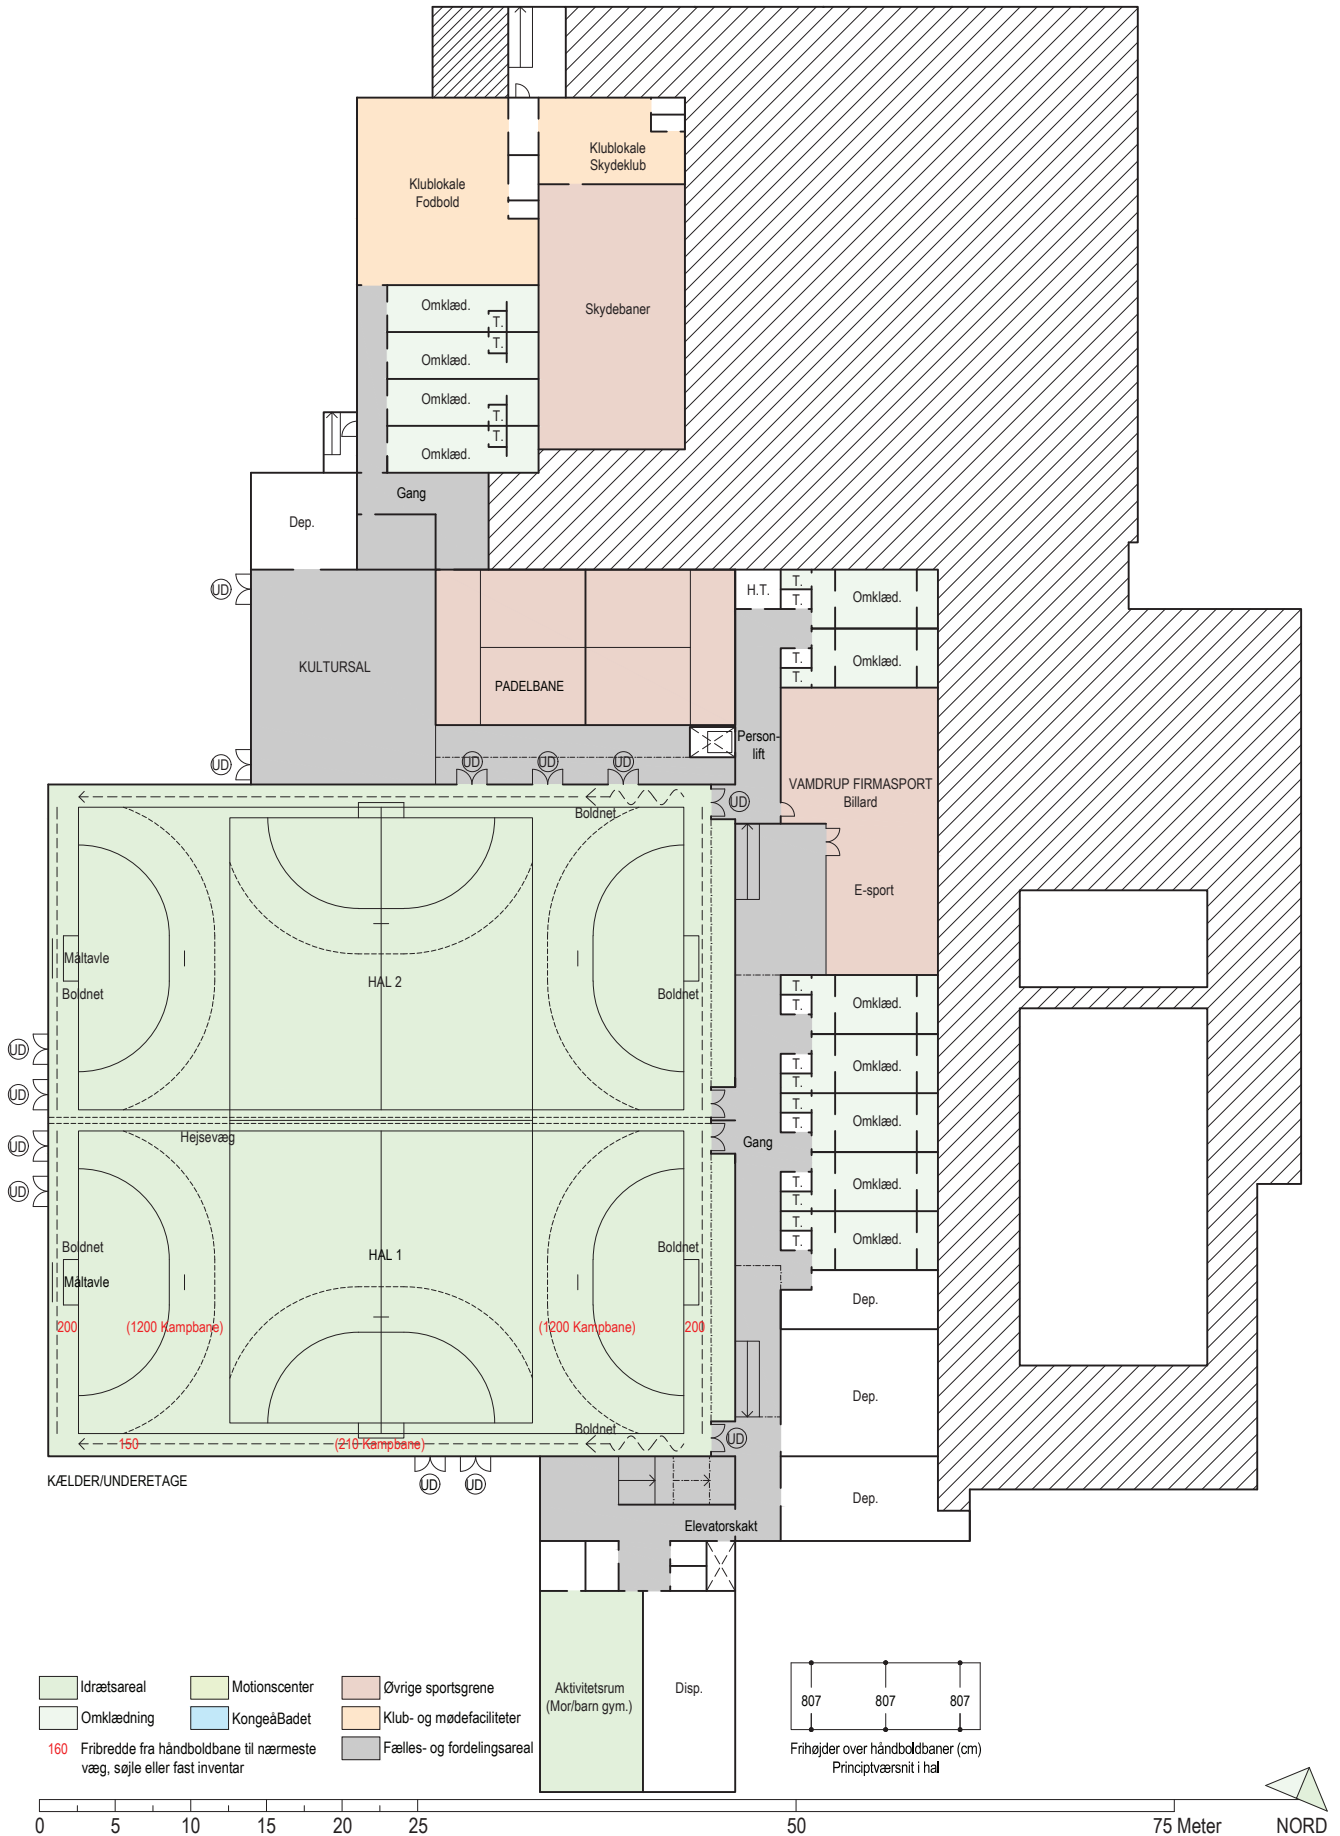 Klublokale
Skydeklub
Klublokale
Fodbold
Skydebaner
Omklæd.
T.
T.
Omklæd.
Omklæd.
T.
T.
Omklæd.
Gang
Dep.
UD
H.T.
T.
T.
Omklæd.
T.
T.
Omklæd.
KULTURSAL
PADELBANE
Person-
lift
UD
UD
UD
UD
UD
VAMDRUP FIRMASPORT
Billard
Boldnet
E-sport
Måltavle
Boldnet
HAL 2
Boldnet
T.
T.
Omklæd.
UD
UD
T.
T.
Omklæd.
T.
T.
Omklæd.
Hejsevæg
Gang
UD
UD
T.
T.
Omklæd.
T.
T.
Omklæd.
Boldnet
HAL 1
Boldnet
Måltavle
Dep.
200
(1200 Kampbane)
(1200 Kampbane)
200
Dep.
Boldnet
150
(210 Kampbane)
UD
KÆLDER/UNDERETAGE
UD
UD
Dep.
Elevatorskakt
Aktivitetsrum
(Mor/barn gym.)
Disp.
Idrætsareal
Motionscenter
Øvrige sportsgrene
Omklædning
KongeåBadet
Klub- og mødefaciliteter
160 Fribredde fra håndboldbane til nærmeste
væg, søjle eller fast inventar
Fælles- og fordelingsareal
807 807 807
Frihøjder over håndboldbaner (cm)
Principtværsnit i hal
0 5 10 15 20 25 50 75 Meter
NORD